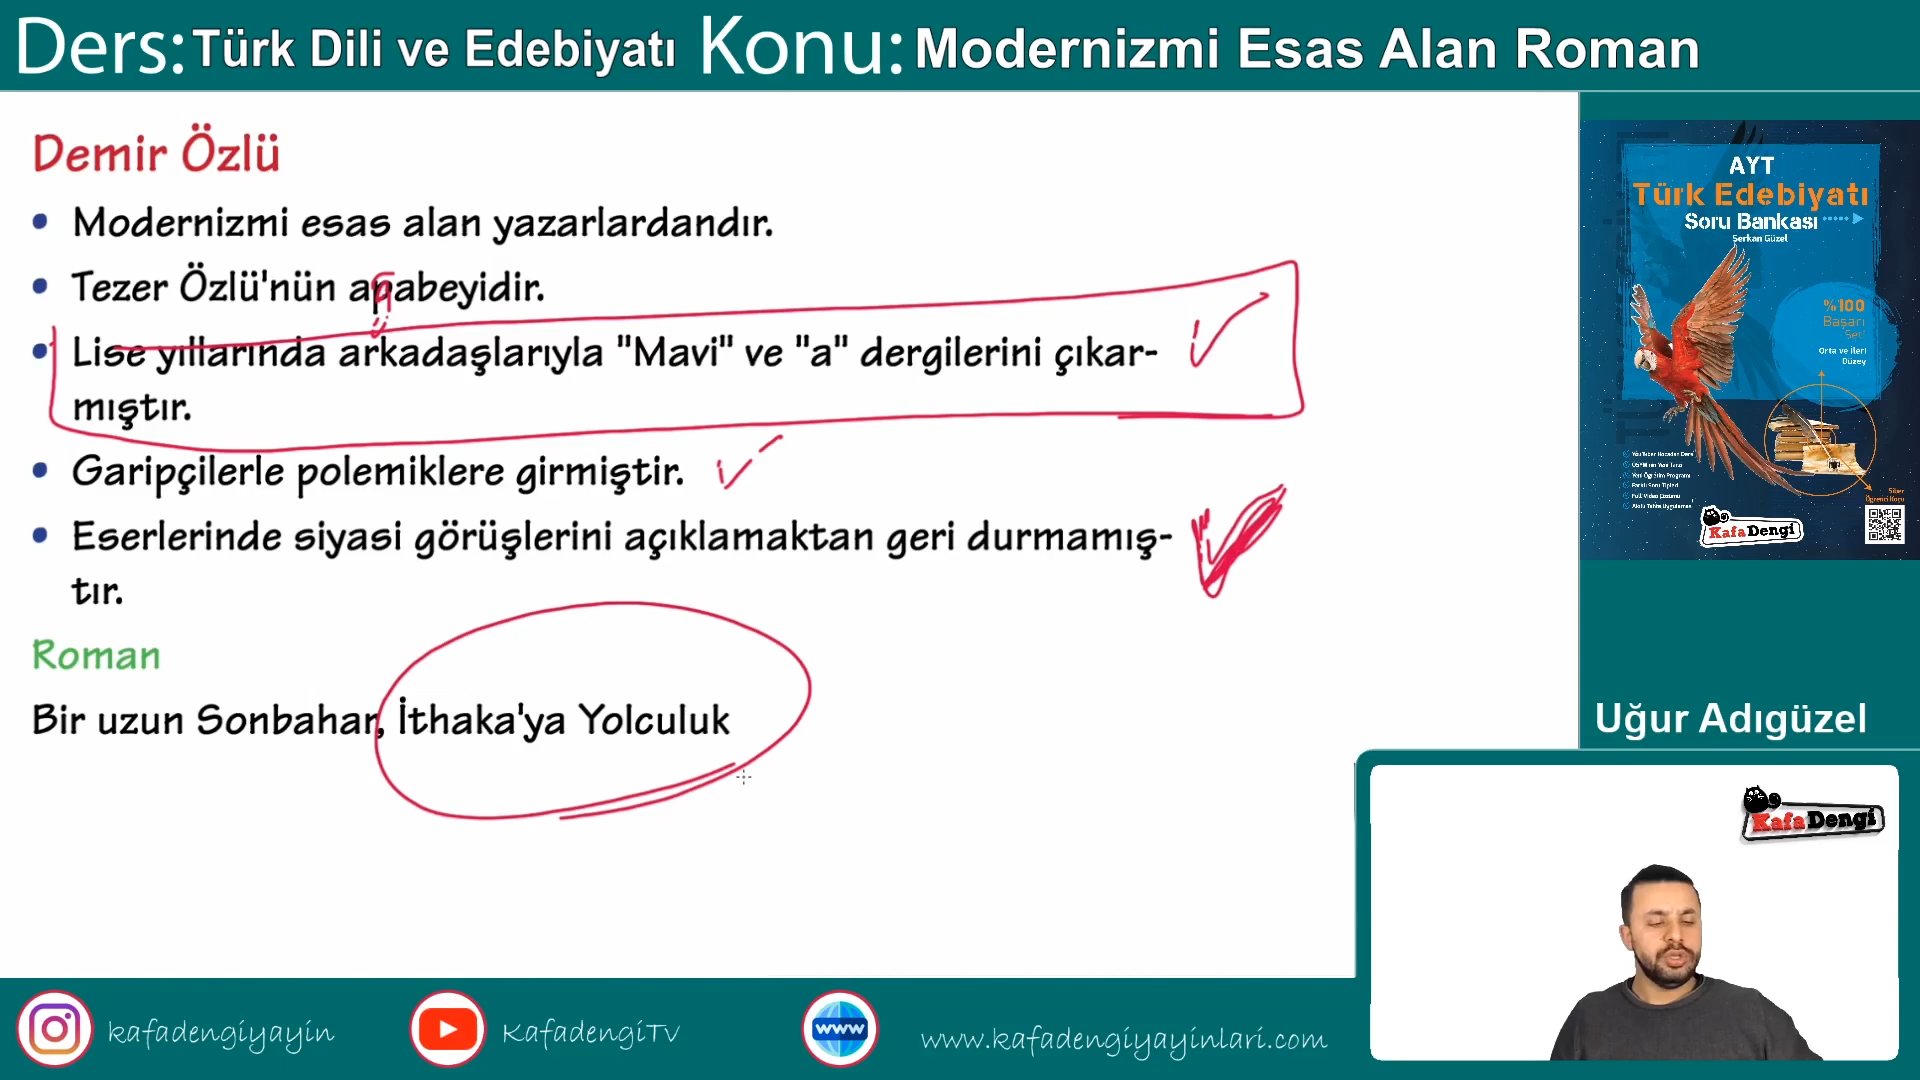 Ders: Türk Dili ve Edebiyatı Konu: Modernizmi Esas Alan Roman
Demir Özlü
• Modernizmi esas alan yazarlardandır.
• Tezer Özlü'nün ağabeyidir.
• Lise yıllarında arkadaşlarıyla "Mavi" ve "a" dergilerini çıkar-
mıştır.
• Garipçilerle polemiklere girmiştir.
• Eserlerinde siyasi görüşlerini açıklamaktan geri durmamış-
tır.
Roman
Bir uzun Sonbahar, İthaka'ya Yolculuk
AYT
Türk Edebiyatı
Soru Bankası
Serkan Güzel
%100
Başarı
Seri
Orta ve İleri
Düzey
KafaDengi
Uğur Adıgüzel
KafaDengi
kafadengiyayin
KafadengiTv
www
www.kafadengiyayinlari.com